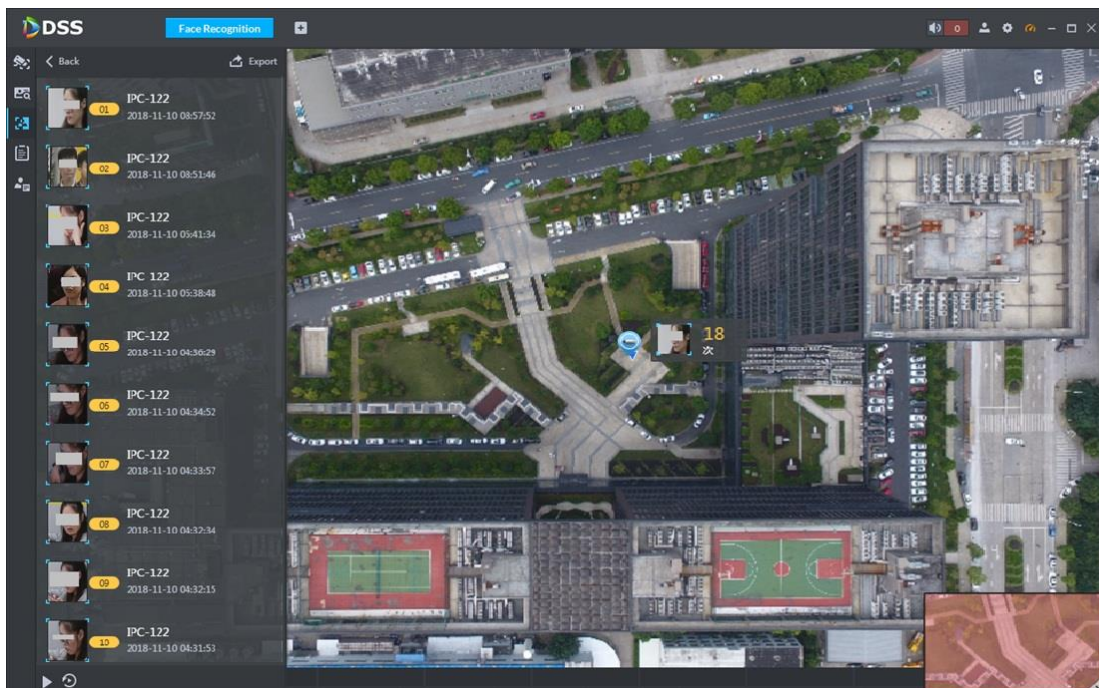 DSS
Face Recognition
0
Back
Export
01
IPC-122
2018-11-10 08:57:52
02
IPC-122
2018-11-10 08:51:46
03
IPC-122
2018-11-10 05:41:34
04
IPC-122
2018-11-10 05:38:48
05
IPC-122
2018-11-10 04:36:29
06
IPC-122
2018-11-10 04:34:52
07
IPC-122
2018-11-10 04:33:57
08
IPC-122
2018-11-10 04:32:34
09
IPC-122
2018-11-10 04:32:15
10
IPC-122
2018-11-10 04:31:53
18
次